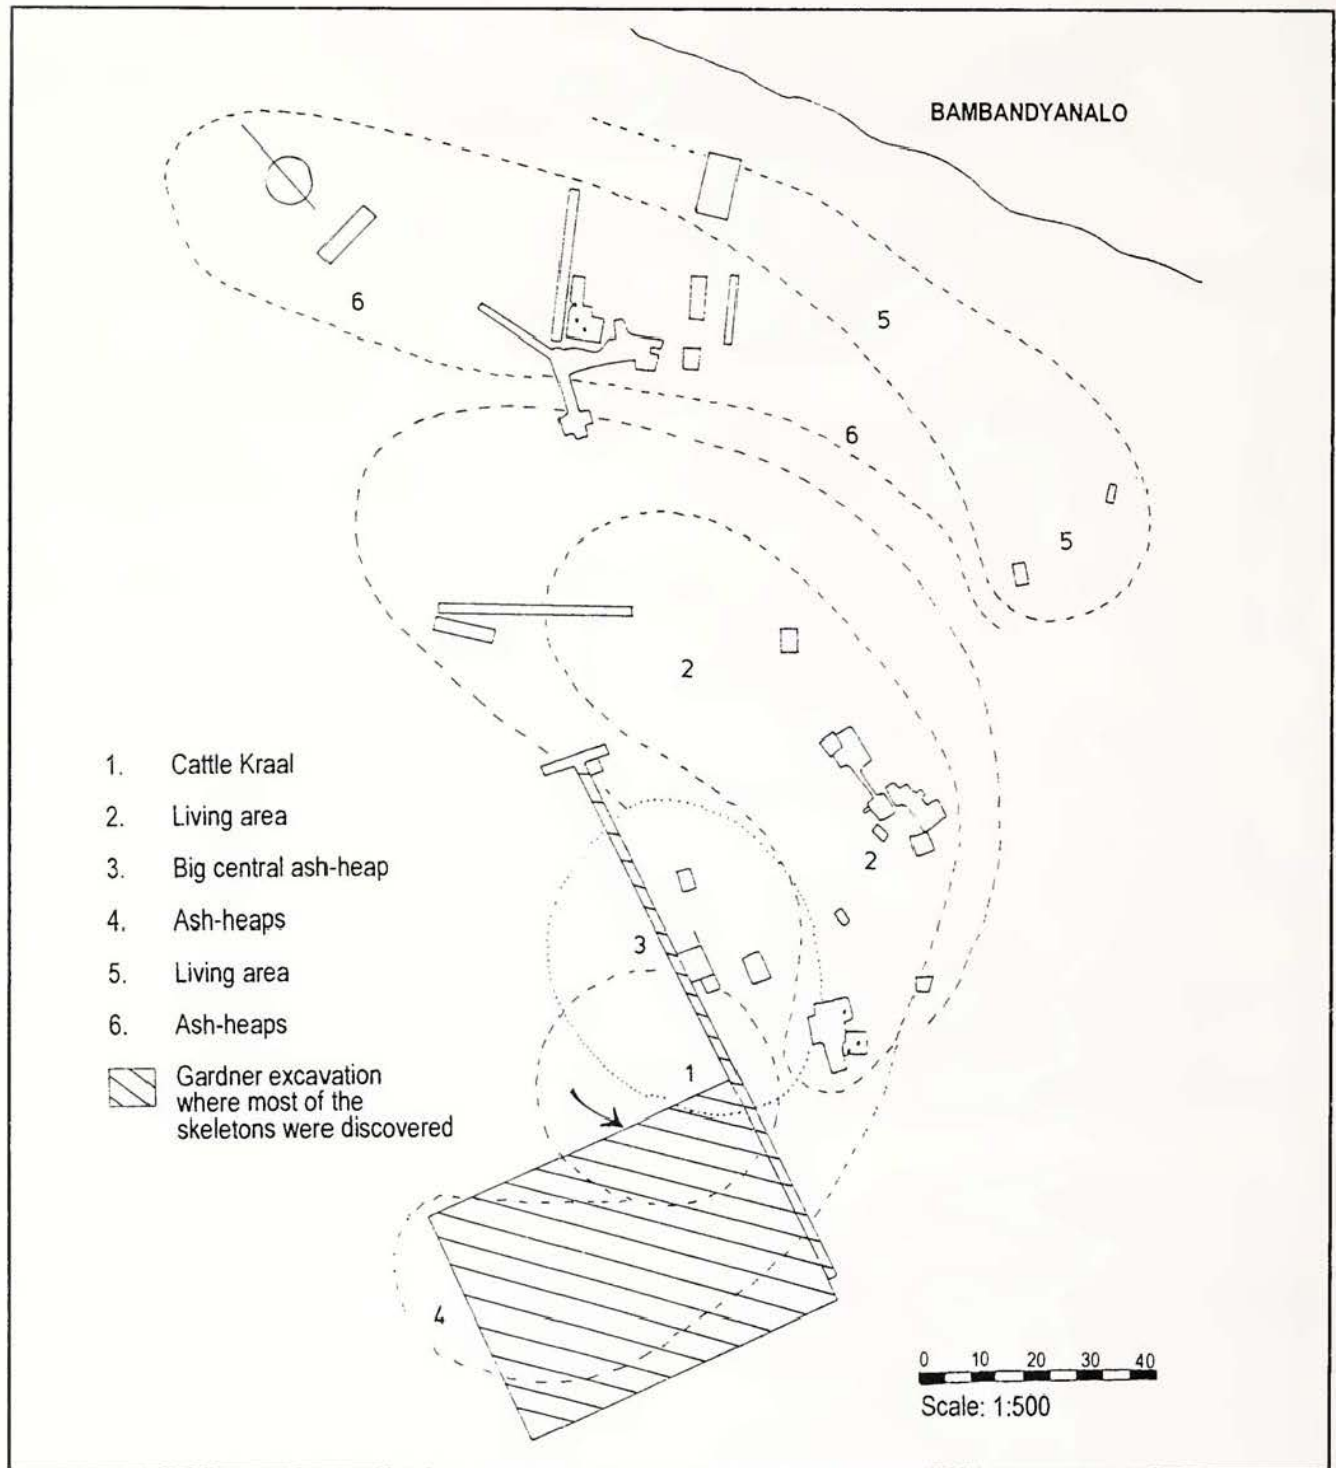 BAMBANDYANALO
6
5
6
5
2
1. Cattle Kraal
2. Living area
2
3. Big central ash-heap
4. Ash-heaps
3
5. Living area
6. Ash-heaps
1
Gardner excavation
where most of the
skeletons were discovered
4
0 10 20 30 40
Scale: 1:500